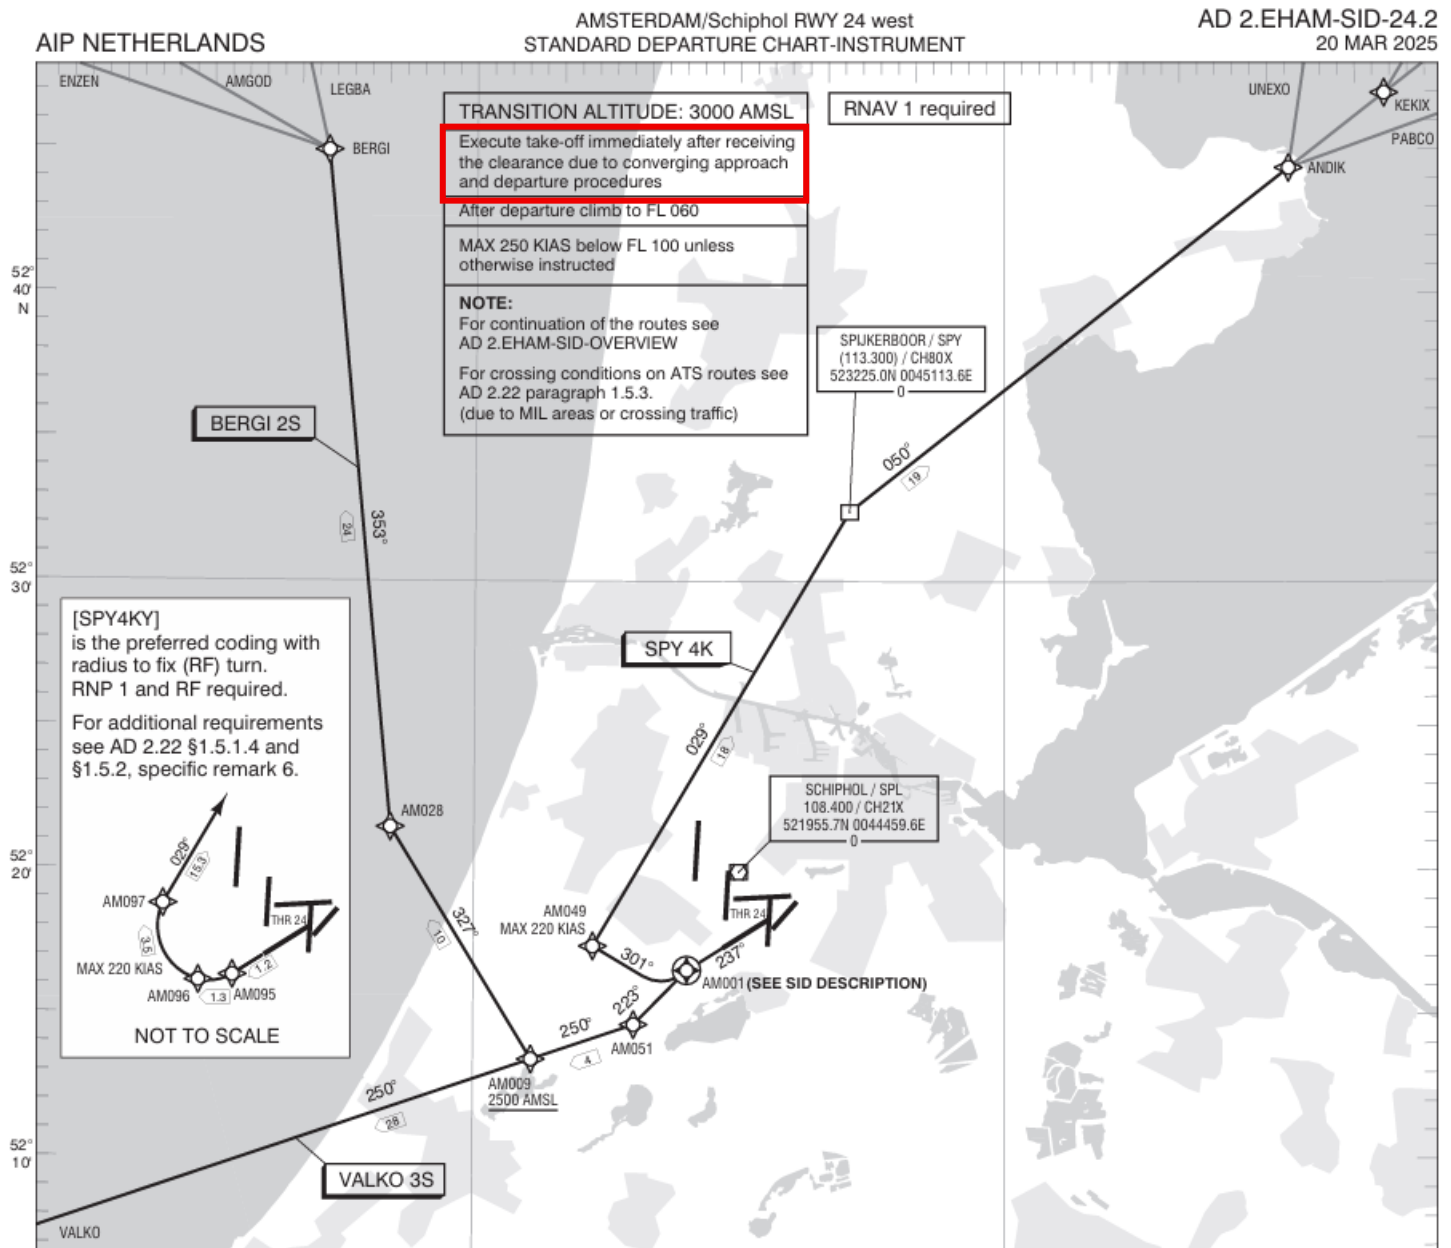 AIP NETHERLANDS
AMSTERDAM/Schiphol RWY 24 west
STANDARD DEPARTURE CHART-INSTRUMENT
AD 2.EHAM-SID-24.2
20 MAR 2025
ENZEN
AMGOD
LEGBA
BERGI
TRANSITION ALTITUDE: 3000 AMSL
Execute take-off immediately after receiving
the clearance due to converging approach
and departure procedures
After departure climb to FL 060
MAX 250 KIAS below FL 100 unless
otherwise instructed
NOTE:
For continuation of the routes see
AD 2.EHAM-SID-OVERVIEW
For crossing conditions on ATS routes see
AD 2.22 paragraph 1.5.3.
(due to MIL areas or crossing traffic)
RNAV 1 required
UNEXO
KEKIX
PABCO
ANDIK
52°
40'
N
SPIJKERBOOR / SPY
(113.300) / CH80X
523225.0N 0045113.6E
0
BERGI 2S
050°
19
24
353°
52°
30'
[SPY4KY]
is the preferred coding with
radius to fix (RF) turn.
RNP 1 and RF required.
For additional requirements
see AD 2.22 §1.5.1.4 and
§1.5.2, specific remark 6.
029°
15.3
AM097
3.5
THR 24
MAX 220 KIAS
1.2
AM096
1.3
AM095
NOT TO SCALE
SPY 4K
029°
18
SCHIPHOL / SPL
108.400 / CH21X
521955.7N 0044459.6E
0
AM028
52°
20'
327°
10
AM049
MAX 220 KIAS
THR 24
301°
237°
AM001 (SEE SID DESCRIPTION)
223°
250°
4
AM051
AM009
2500 AMSL
250°
28
52°
10'
VALKO 3S
VALKO